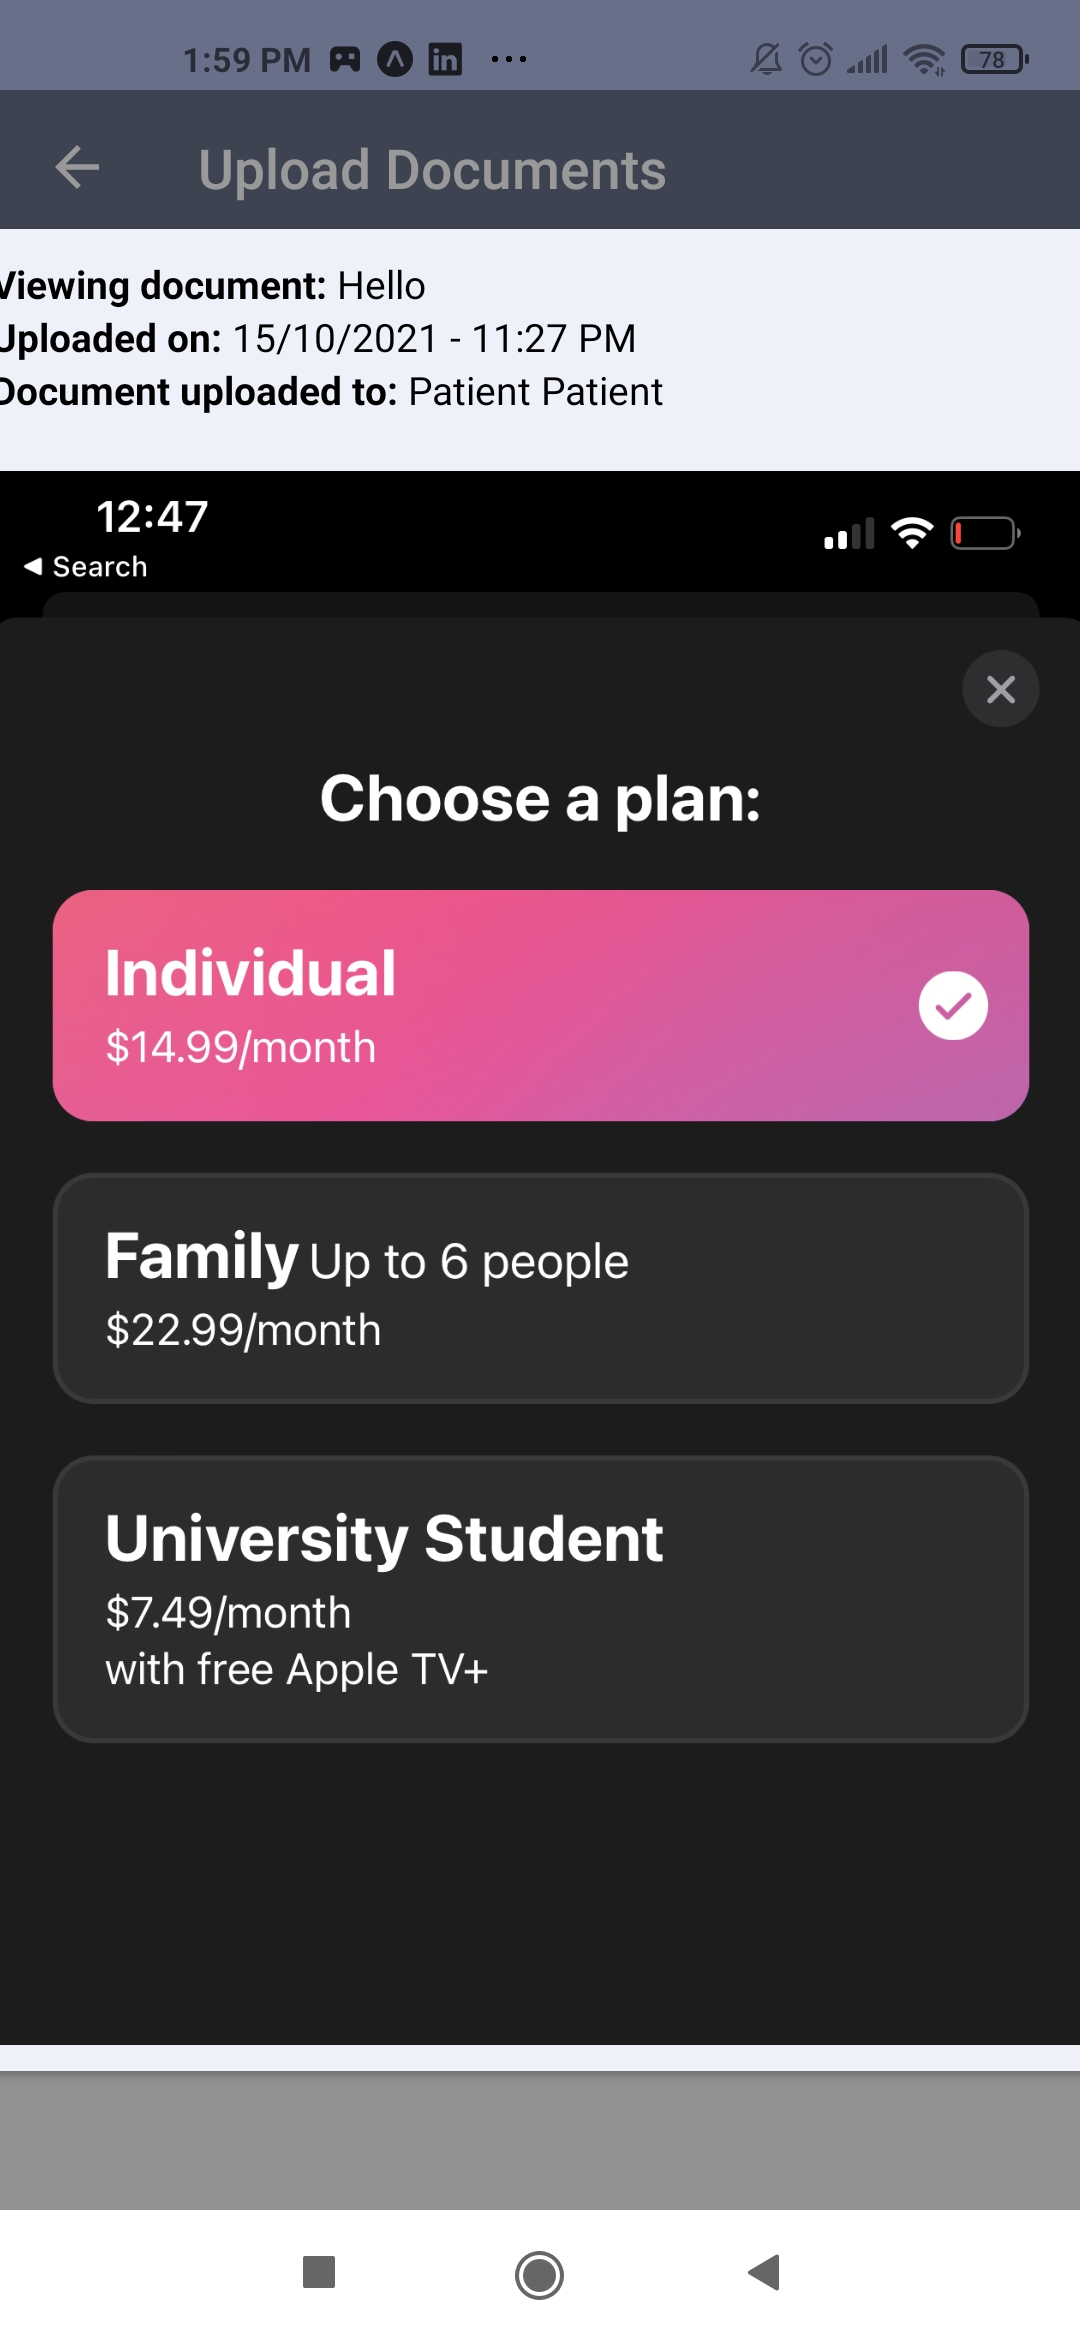 1:59 PM in ... 78
Upload Documents
Viewing document: Hello
Uploaded on: 15/10/2021 - 11:27 PM
Document uploaded to: Patient Patient
12:47
Search
Choose a plan:
Individual
$14.99/month
Family Up to 6 people
$22.99/month
University Student
$7.49/month
with free Apple TV+